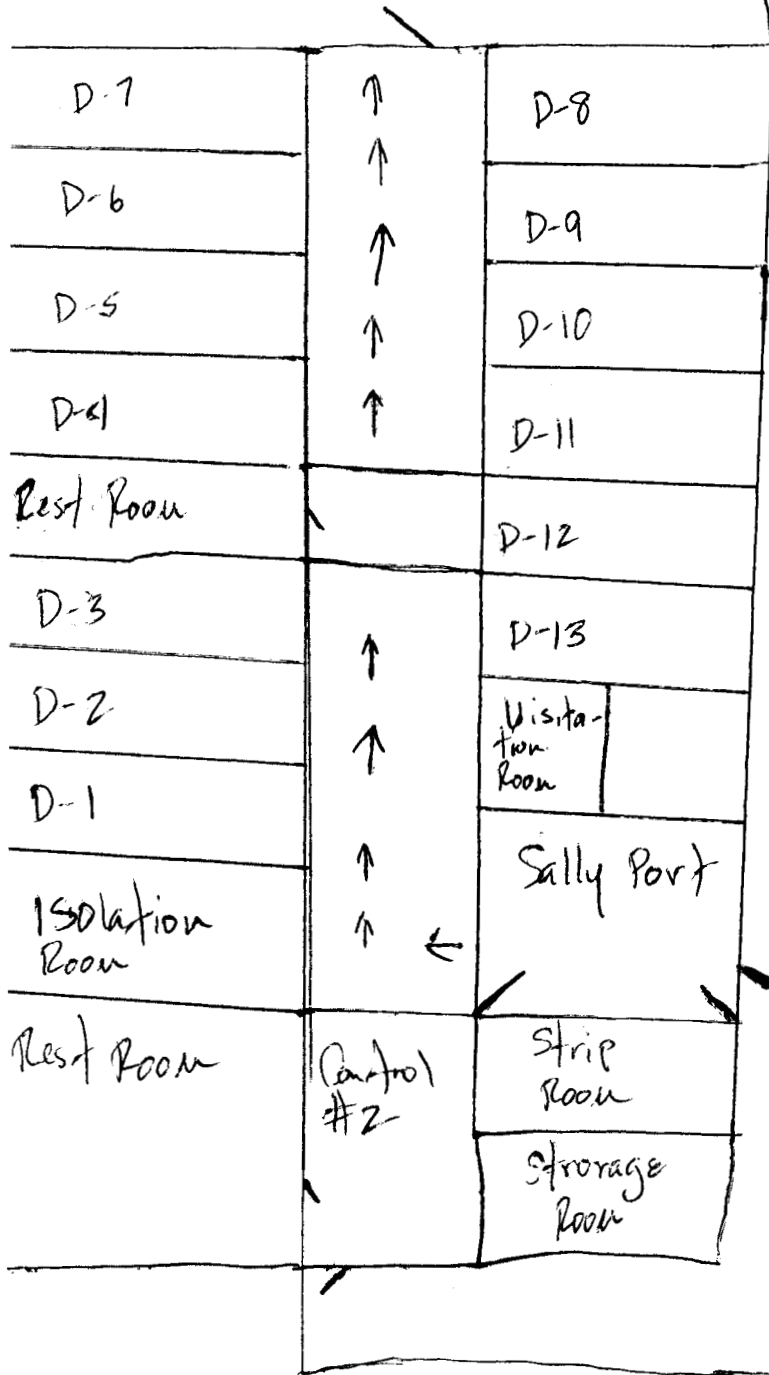 D-7
D-6
D-5
D-4
Rest Room
D-3
D-2
D-1
Isolation
Room
Rest Room
Control
#2
D-8
D-9
D-10
D-11
D-12
D-13
Visita-
tion
Room
Sally Port
Strip
Room
Strorage
Room